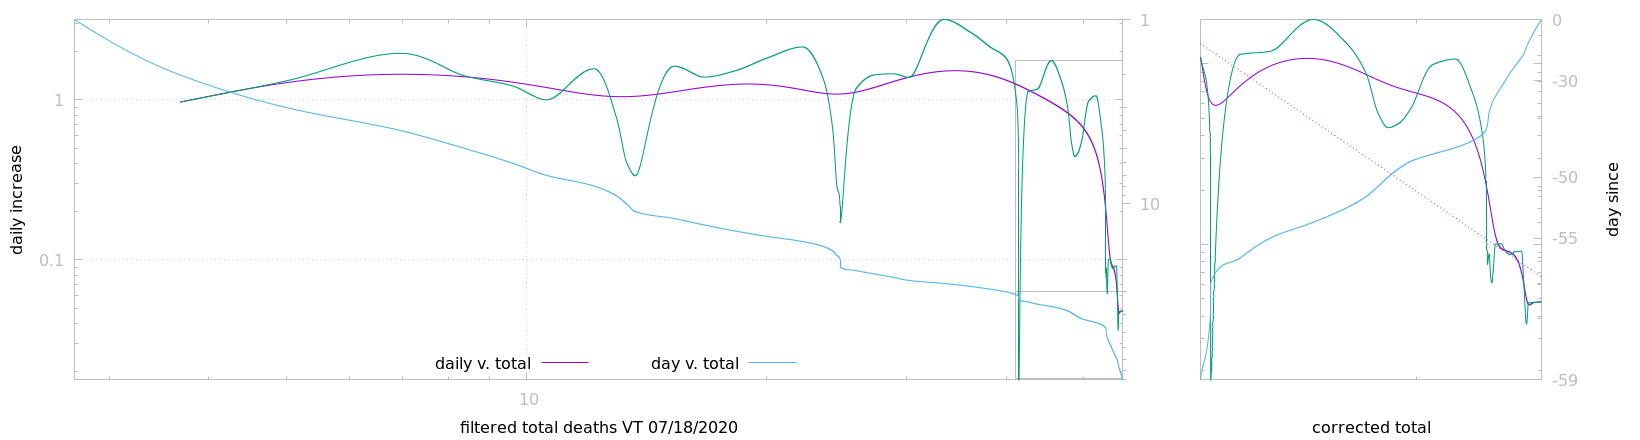 daily increase
1
0.1
10
daily v. total
day v. total
filtered total deaths VT 07/18/2020
1
10
0
-30
-50
-55
-59
day since
corrected total